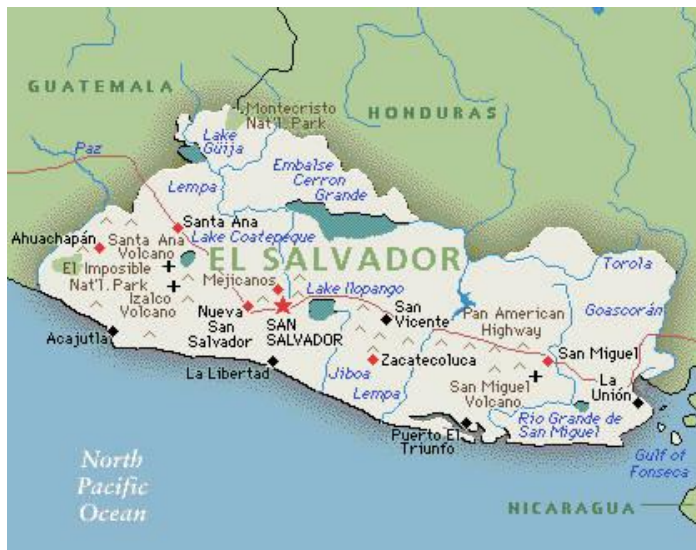 GUATEMALA
Montecristo
Nat'l. Park
HONDURAS
Lake
Güija
Paz
Embalse
Cerron
Grande
Lempa
Santa Ana
Lake Coatepeque
Ahuachapán
Santa Ana
Volcano
EL SALVADOR
Torola
El Imposible
Nat'l. Park
Mejicanos
Lake Ilopango
Izalco
Volcano
Nueva
San
Salvador
SAN
SALVADOR
San
Vicente
Pan American
Highway
Goascorán
Acajutla
La Libertad
Jiboa
Zacatecoluca
San Miguel
Lempa
San Miguel
Volcano
La
Unión
Puerto El
Triunfo
Rio Grande de
San Miguel
Gulf of
Fonseca
North
Pacific
Ocean
NICARAGUA